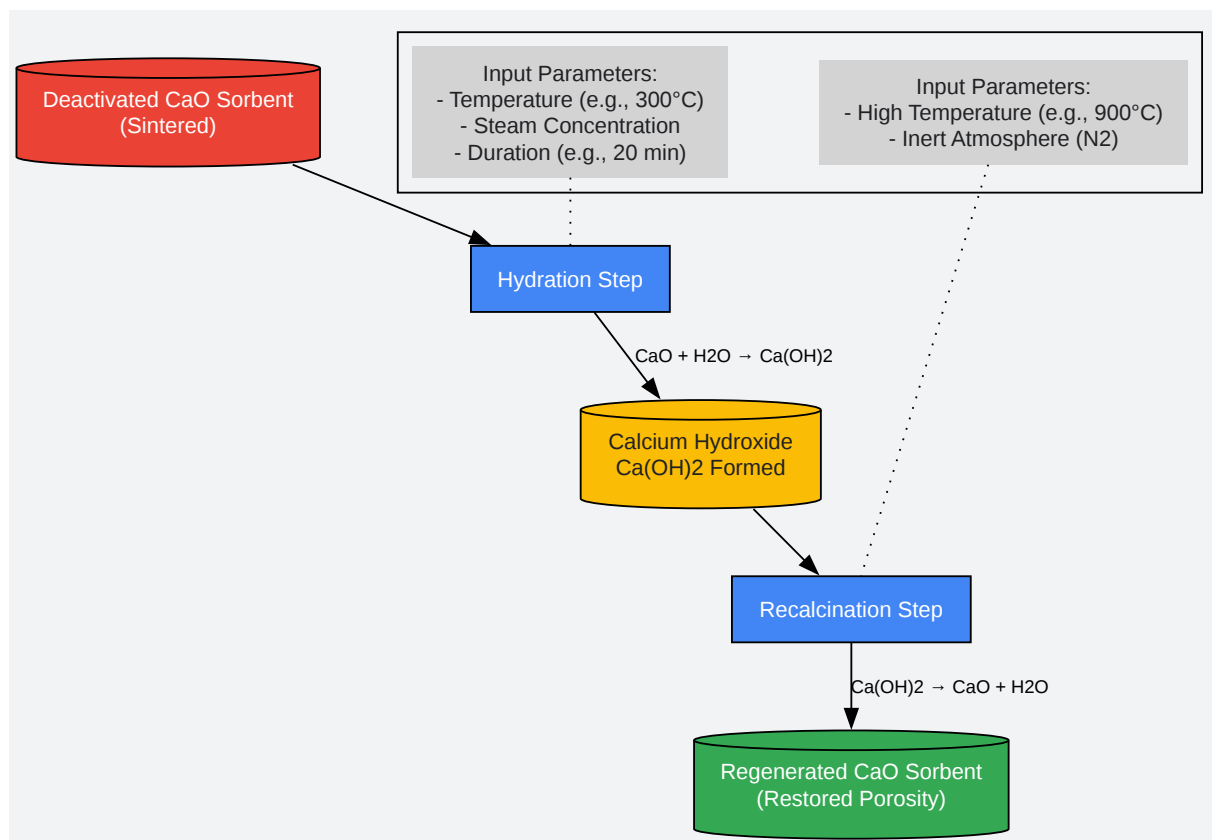 Deactivated CaO Sorbent
(Sintered)
Input Parameters:
- Temperature (e.g., 300°C)
- Steam Concentration
- Duration (e.g., 20 min)
Input Parameters:
- High Temperature (e.g., 900°C)
- Inert Atmosphere (N2)
Hydration Step
CaO + H2O → Ca(OH)2
Calcium Hydroxide
Ca(OH)2 Formed
Recalcination Step
Ca(OH)2 → CaO + H2O
Regenerated CaO Sorbent
(Restored Porosity)